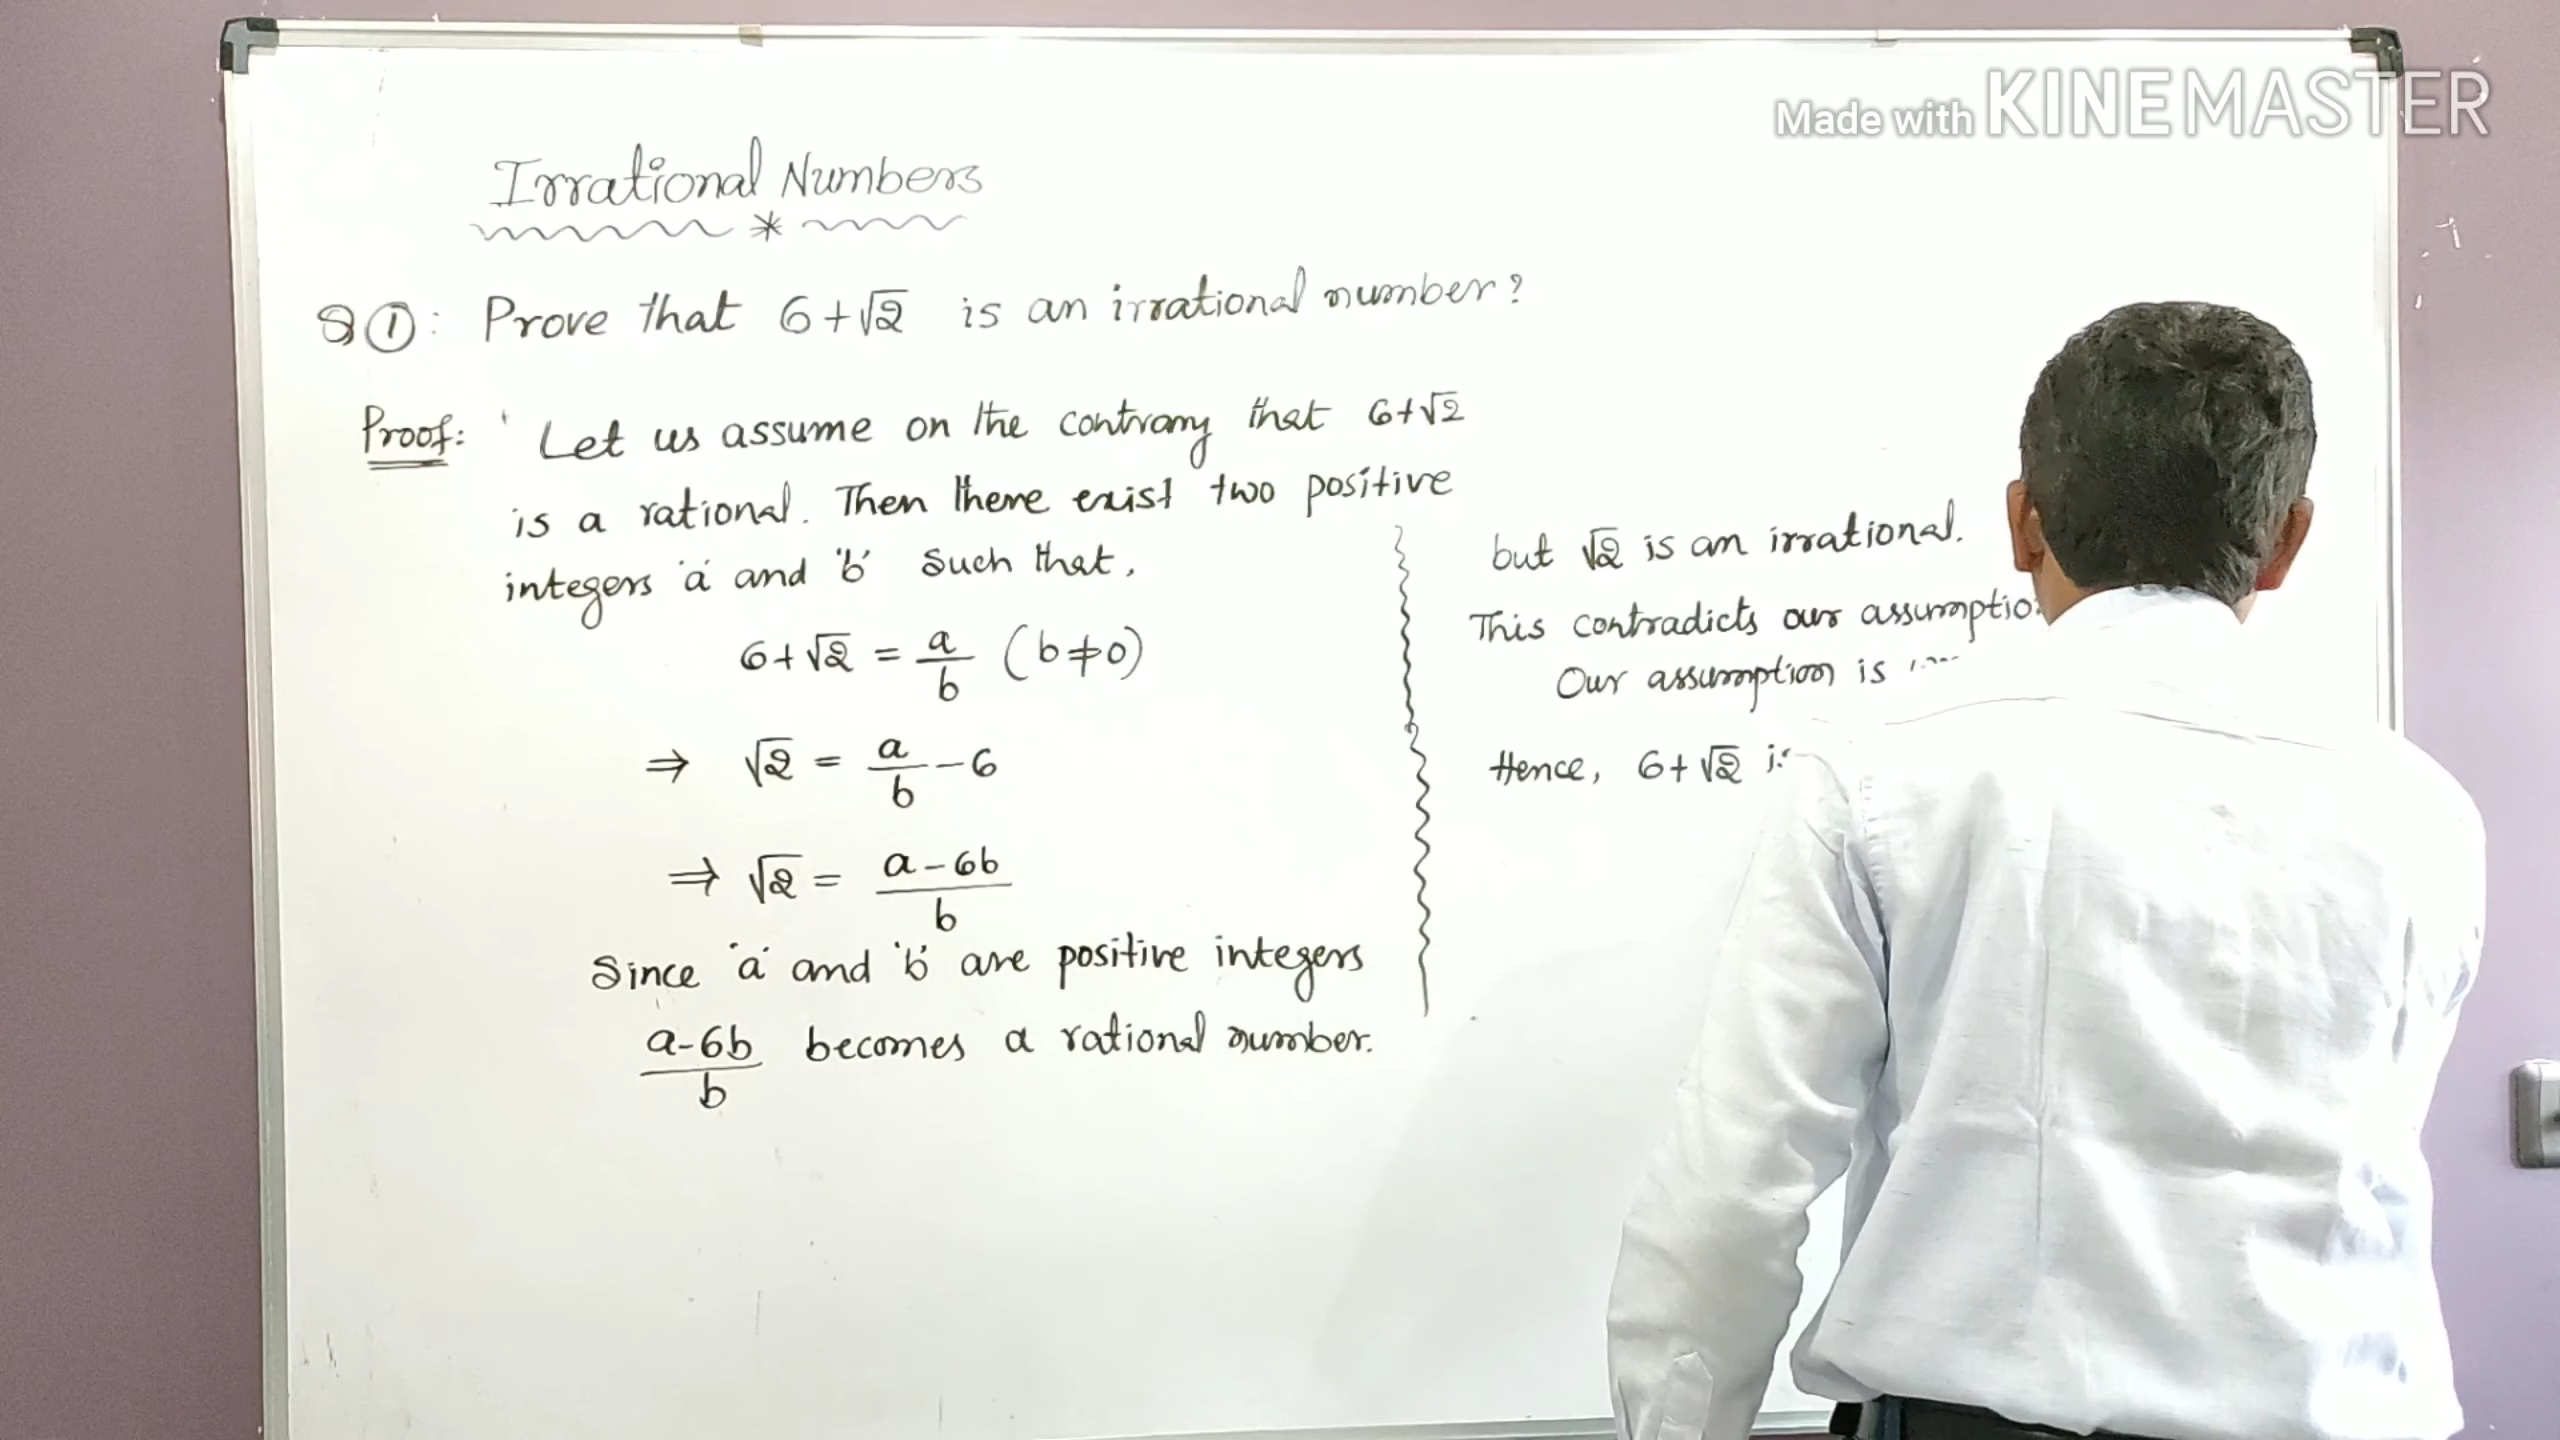 Made with KINEMASTER
Irrational Numbers
Q ①: Prove that 6+√2 is an irrational number?
Proof: Let us assume on the contrary that 6+√2
is a rational. Then there exist two positive
integers 'a' and 'b' such that,
6+√2 = a/b (b≠0)
⇒ √2 = a/b − 6
⇒ √2 = (a − 6b)/b
Since 'a' and 'b' are positive integers
(a-6b)/b becomes a rational number.
but √2 is an irrational.
This contradicts our assumptio
Our assumption is
Hence, 6+√2 is